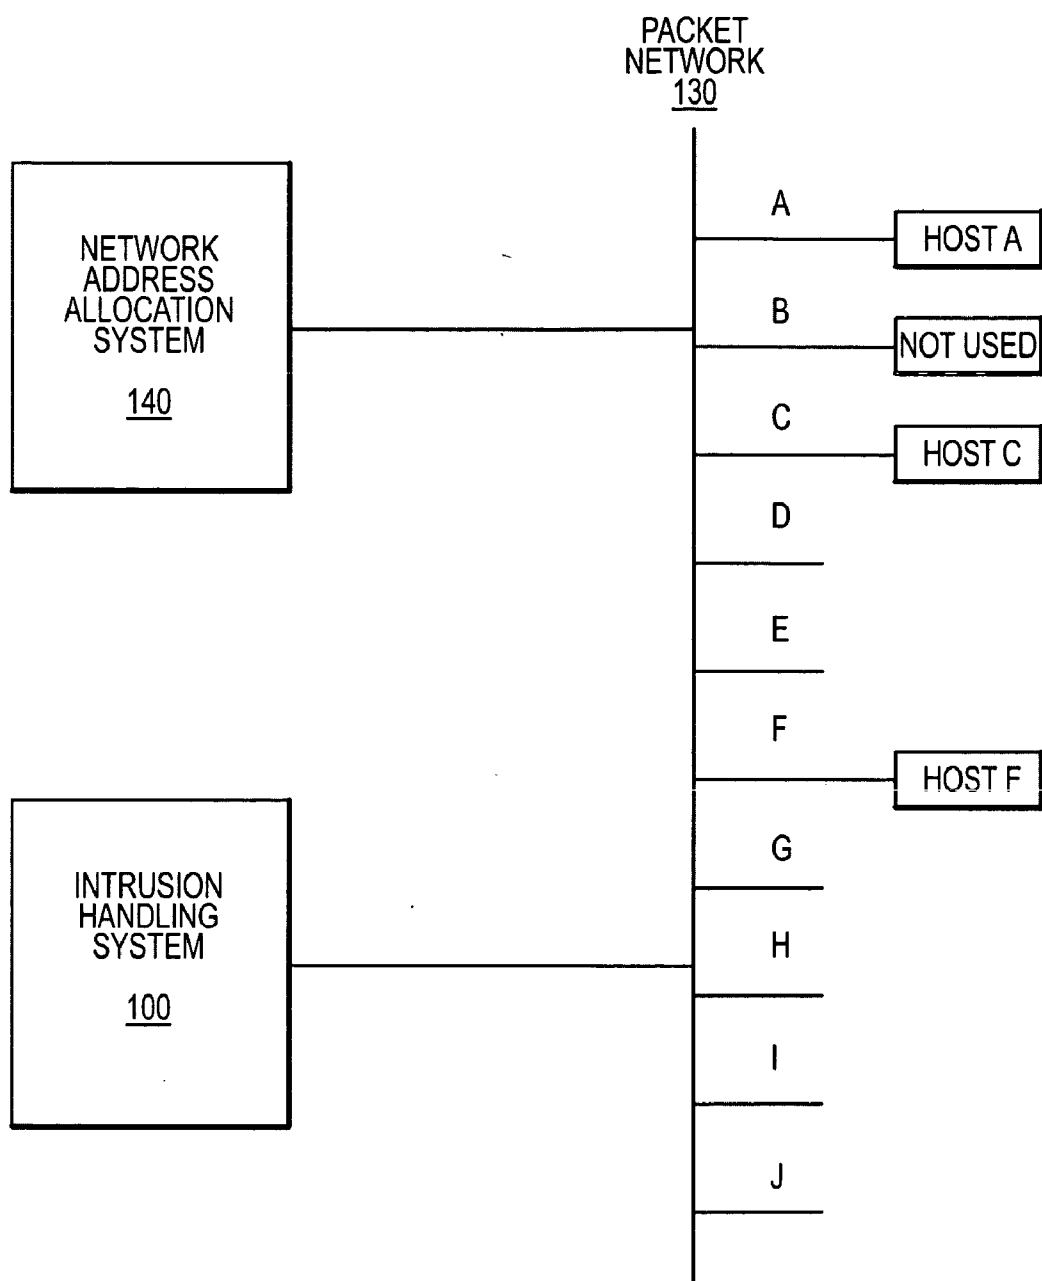 PACKET
NETWORK
130
NETWORK
ADDRESS
ALLOCATION
SYSTEM
140
A
HOST A
B
NOT USED
C
HOST C
D
E
F
HOST F
INTRUSION
HANDLING
SYSTEM
100
G
H
I
J